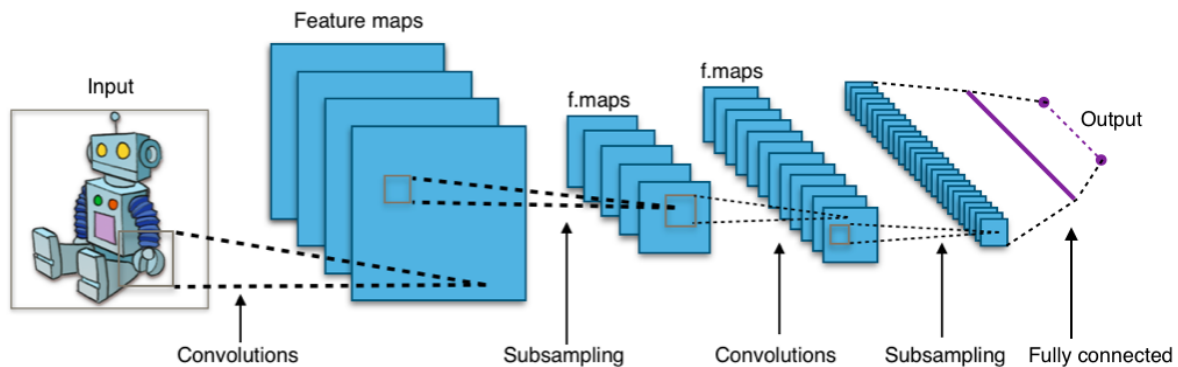 Feature maps
Input
f.maps
f.maps
Output
Convolutions
Subsampling
Convolutions
Subsampling
Fully connected